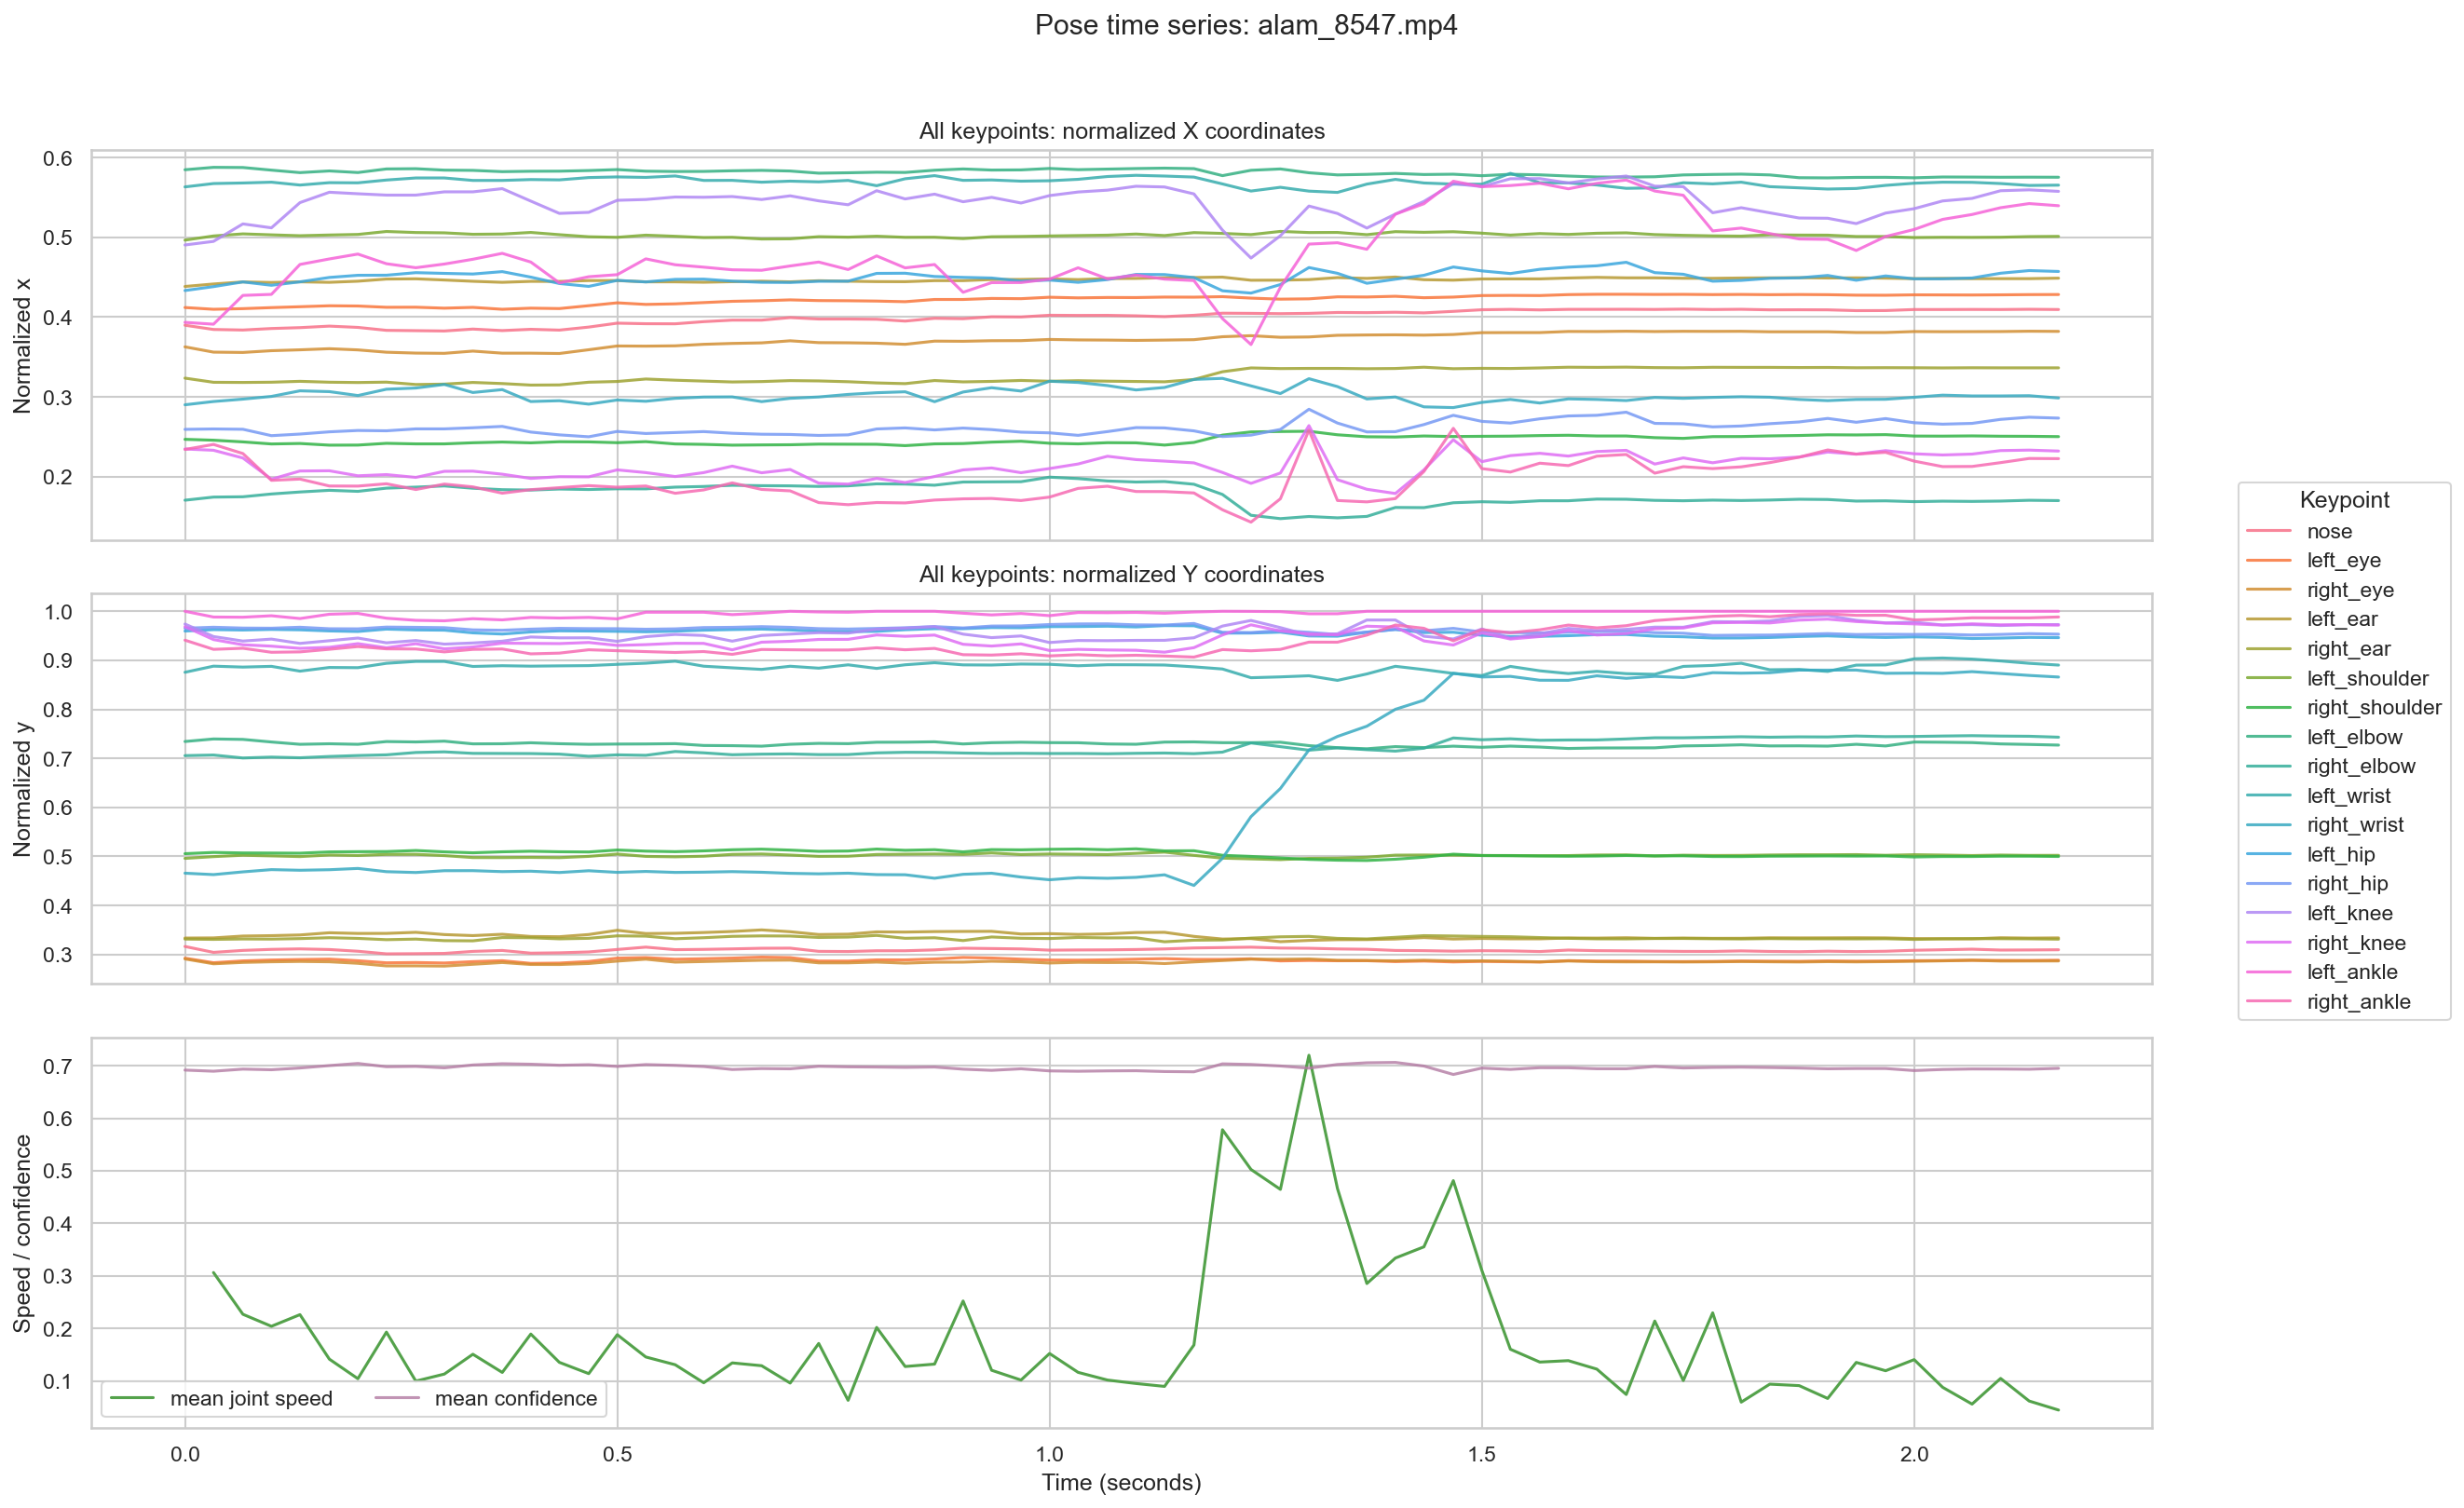 Pose time series: alam_8547.mp4
All keypoints: normalized X coordinates
Normalized x
0.6
0.5
0.4
0.3
0.2
All keypoints: normalized Y coordinates
Normalized y
1.0
0.9
0.8
0.7
0.6
0.5
0.4
0.3
Keypoint
nose
left_eye
right_eye
left_ear
right_ear
left_shoulder
right_shoulder
left_elbow
right_elbow
left_wrist
right_wrist
left_hip
right_hip
left_knee
right_knee
left_ankle
right_ankle
Speed / confidence
0.7
0.6
0.5
0.4
0.3
0.2
0.1
mean joint speed mean confidence
0.0 0.5 1.0 1.5 2.0
Time (seconds)